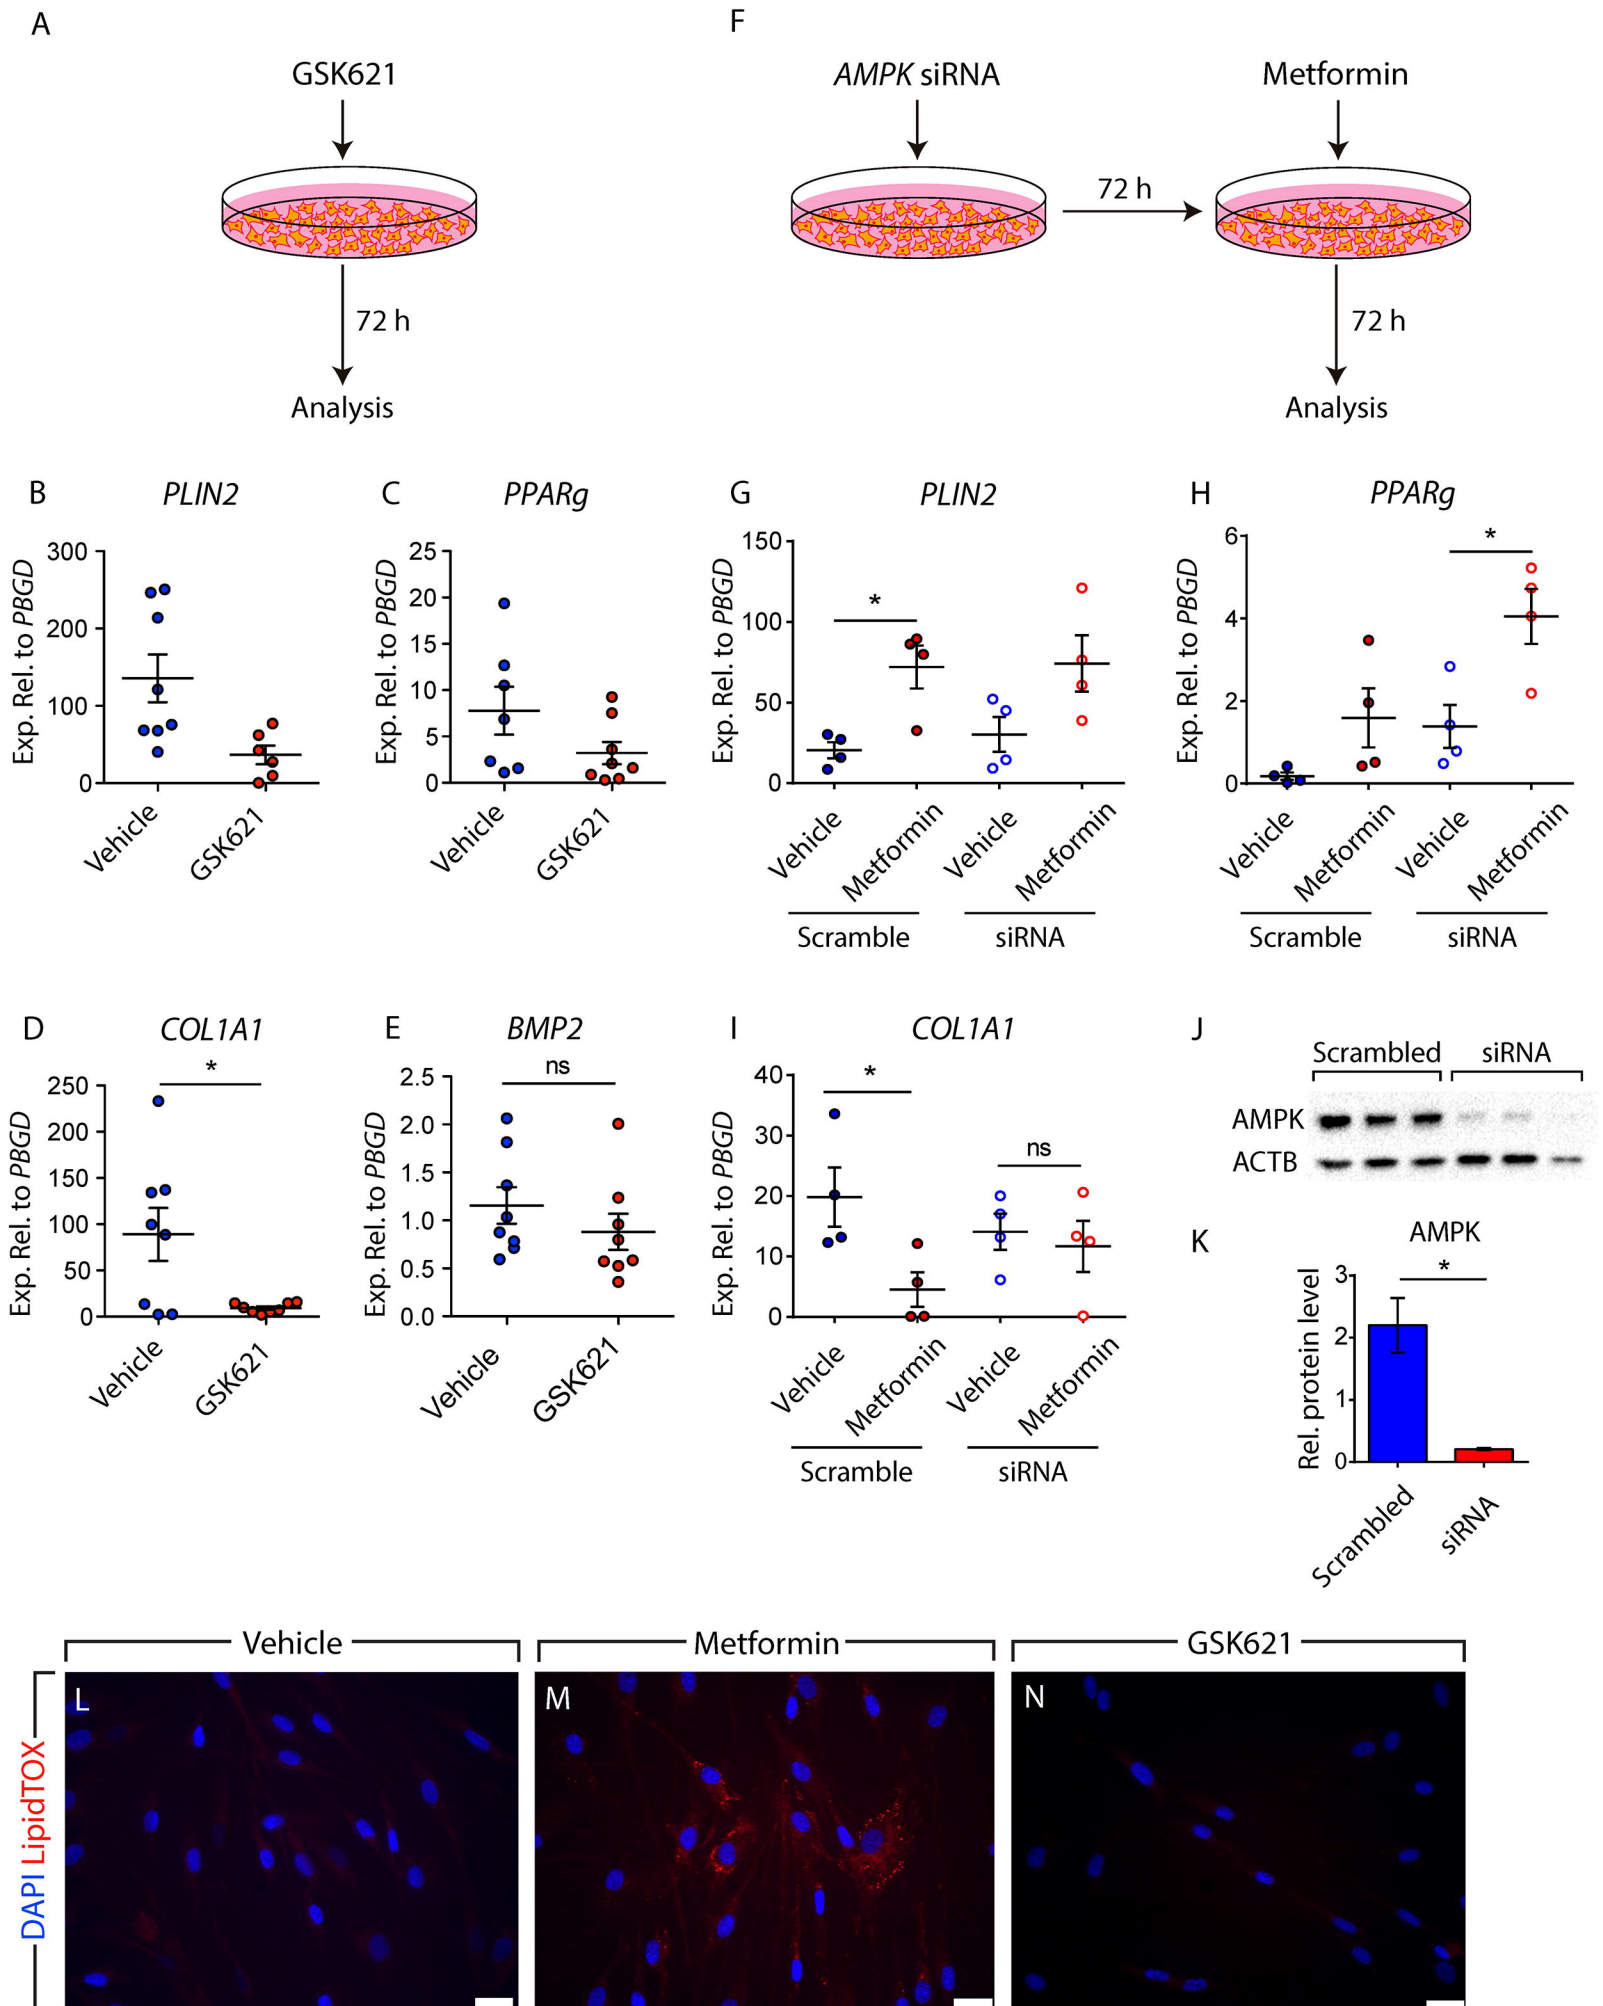 A
F
GSK621
AMPK siRNA
Metformin
72 h
72 h
72 h
Analysis
Analysis
B
PLIN2
Exp. Rel. to PBGD
300
200
100
0
Vehicle
GSK621
C
PPARg
Exp. Rel. to PBGD
25
20
15
10
5
0
Vehicle
GSK621
G
PLIN2
Exp. Rel. to PBGD
150
100
50
0
*
Vehicle
Metformin
Vehicle
Metformin
Scramble
siRNA
H
PPARg
Exp. Rel. to PBGD
6
4
2
0
*
Vehicle
Metformin
Vehicle
Metformin
Scramble
siRNA
D
COL1A1
Exp. Rel. to PBGD
250
200
150
100
50
0
*
Vehicle
GSK621
E
BMP2
Exp. Rel. to PBGD
2.5
2.0
1.5
1.0
0.5
0.0
ns
Vehicle
GSK621
I
COL1A1
Exp. Rel. to PBGD
40
30
20
10
0
*
ns
Vehicle
Metformin
Vehicle
Metformin
Scramble
siRNA
J
Scrambled
siRNA
AMPK
ACTB
K
AMPK
Rel. protein level
3
2
1
0
*
Scrambled
siRNA
Vehicle
Metformin
GSK621
DAPI LipidTOX
L
M
N